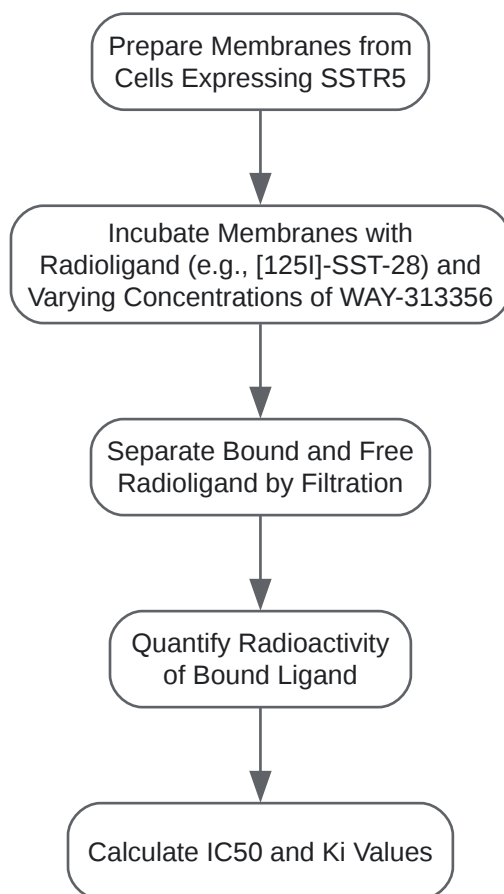 Prepare Membranes from
Cells Expressing SSTR5
Incubate Membranes with
Radioligand (e.g., [125I]-SST-28) and
Varying Concentrations of WAY-313356
Separate Bound and Free
Radioligand by Filtration
Quantify Radioactivity
of Bound Ligand
Calculate IC50 and Ki Values